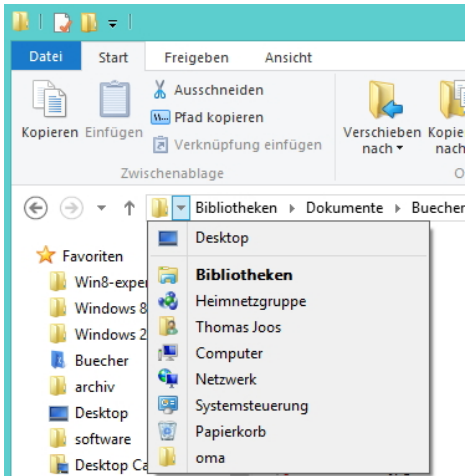 Datei Start Freigeben Ansicht
Ausschneiden
Pfad kopieren
Verknüpfung einfügen
Kopieren Einfügen
Verschieben nach
Zwischenablage
Bibliotheken Dokumente Buecher
Desktop
Bibliotheken
Heimnetzgruppe
Thomas Joos
Computer
Netzwerk
Systemsteuerung
Papierkorb
oma
Favoriten
Win8-exper
Windows 8
Windows 2
Buecher
archiv
Desktop
software
Desktop Ca